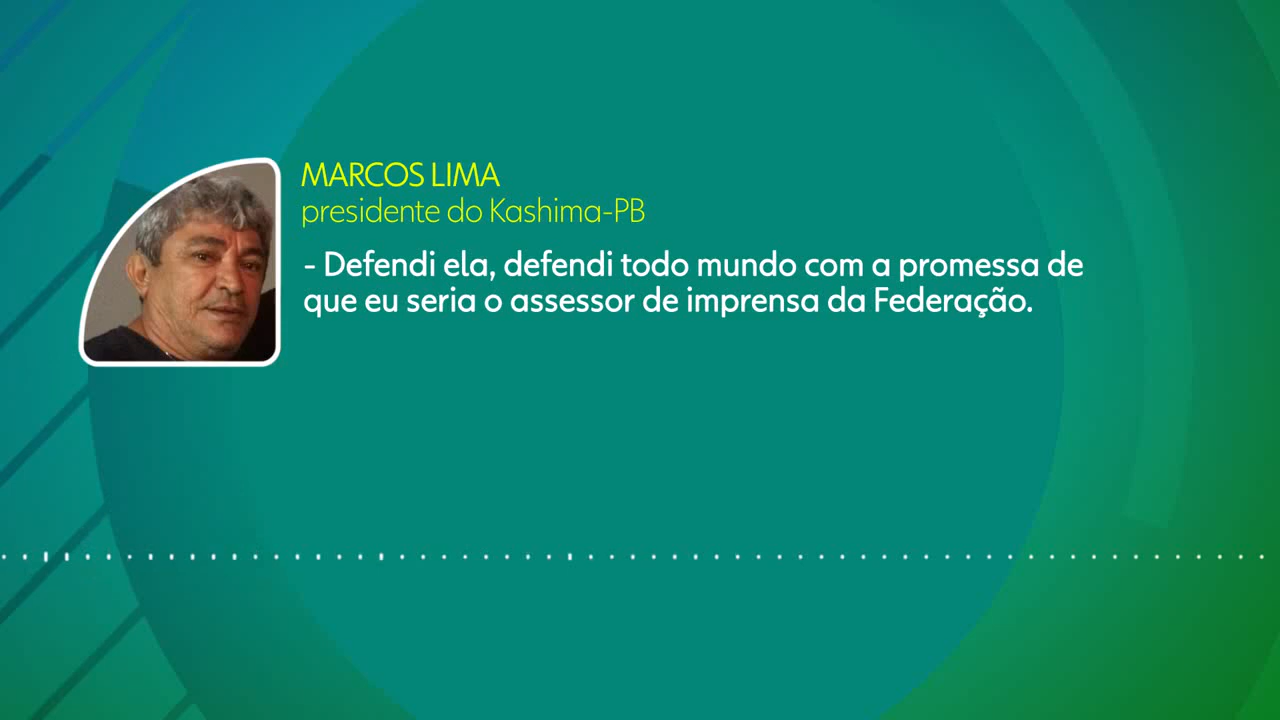 MARCOS LIMA
presidente do Kashima-PB
- Defendi ela, defendi todo mundo com a promessa de
que eu seria o assessor de imprensa da Federação.